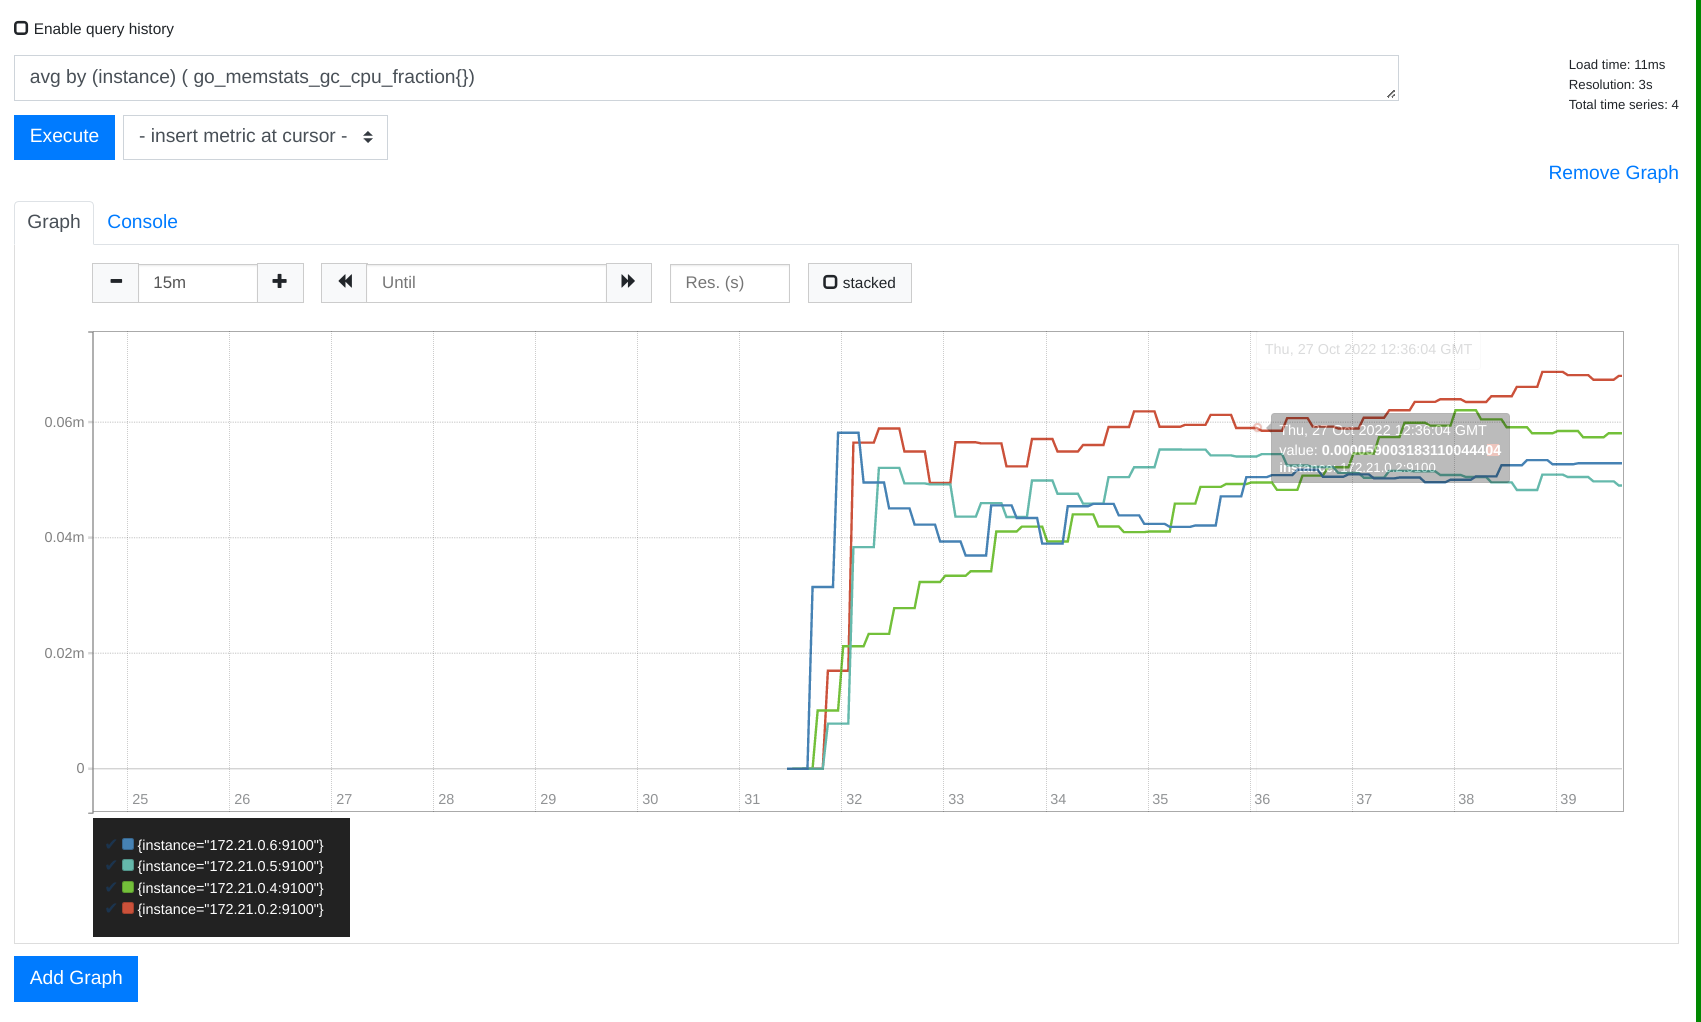 Enable query history
avg by (instance) ( go_memstats_gc_cpu_fraction{})
Load time: 11ms
Resolution: 3s
Total time series: 4
Execute
- insert metric at cursor -
Remove Graph
Graph
Console
15m
Until
Res. (s)
stacked
Thu, 27 Oct 2022 12:36:04 GMT
Thu, 27 Oct 2022 12:36:04 GMT
value: 0.000059003183110044404
instance: 172.21.0.2:9100
0.06m
0.04m
0.02m
0
25 26 27 28 29 30 31 32 33 34 35 36 37 38 39
{instance="172.21.0.6:9100"}
{instance="172.21.0.5:9100"}
{instance="172.21.0.4:9100"}
{instance="172.21.0.2:9100"}
Add Graph